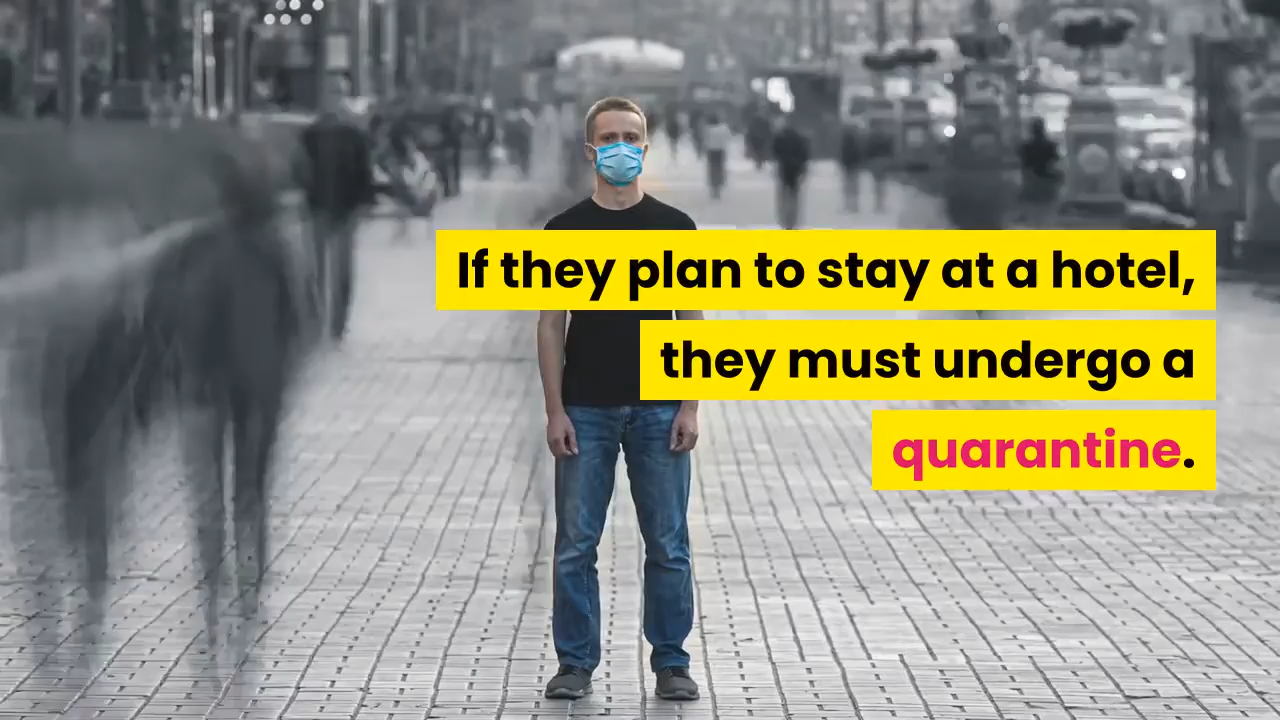 If they plan to stay at a hotel,
they must undergo a
quarantine.